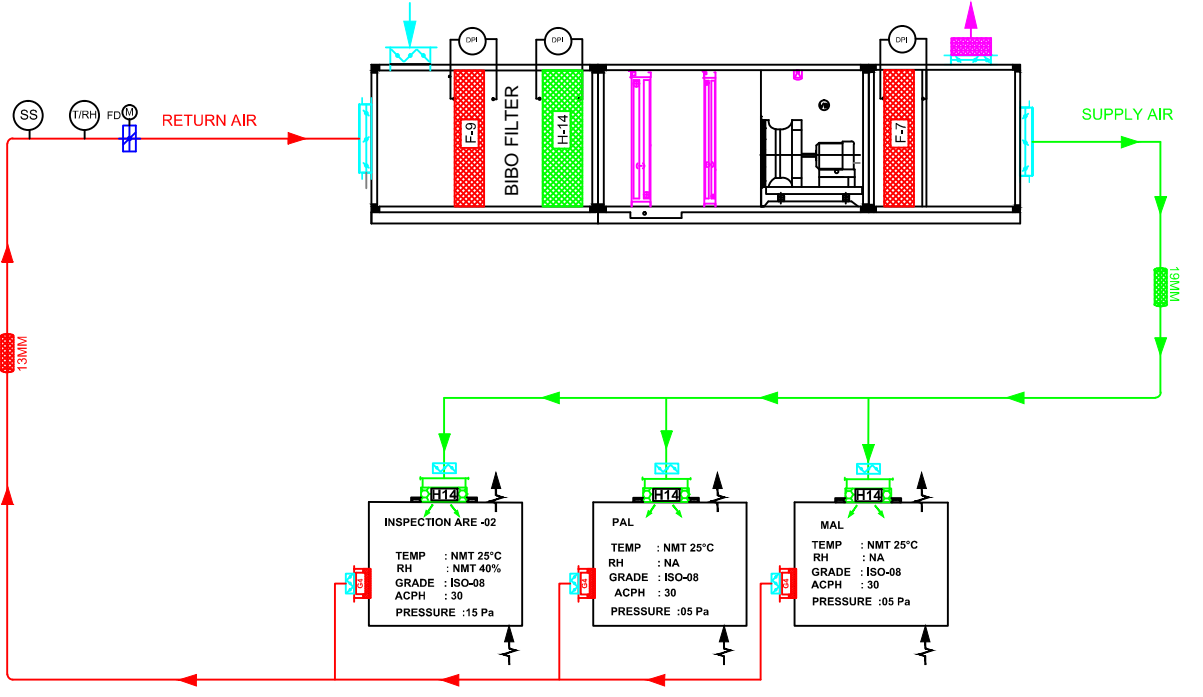 DPI
DPI
DPI
SS
T/RH
FD
M
RETURN AIR
F-9
BIBO FILTER
H-14
F-7
SUPPLY AIR
19MM
13MM
H14
H14
H14
INSPECTION ARE -02
TEMP : NMT 25°C
RH : NMT 40%
GRADE : ISO-08
ACPH : 30
PRESSURE :15 Pa
G4
PAL
TEMP : NMT 25°C
RH : NA
GRADE : ISO-08
ACPH : 30
PRESSURE :05 Pa
G4
MAL
TEMP : NMT 25°C
RH : NA
GRADE : ISO-08
ACPH : 30
PRESSURE :05 Pa
G4